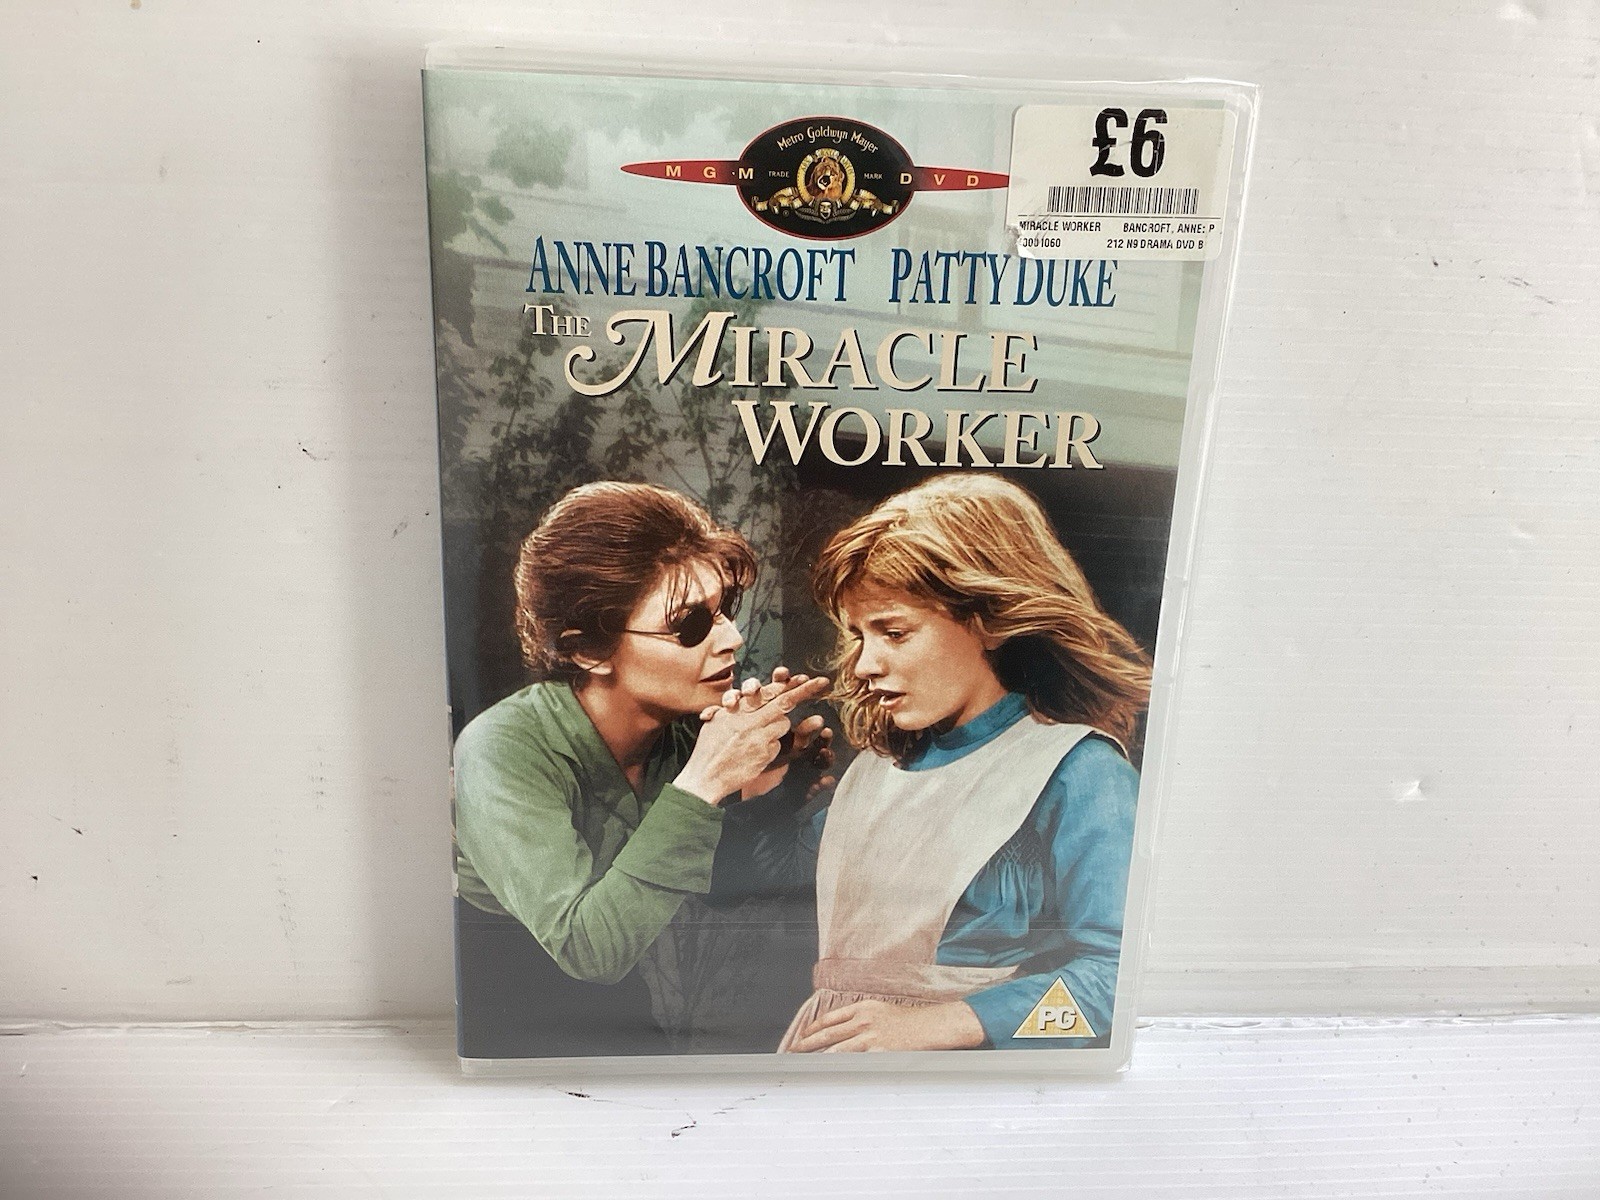 £6
MIRACLE WORKER BANCROFT, ANNE: P
0001060 212 N9 DRAMA DVD B
Metro Goldwyn Mayer
MGM TRADE MARK DVD
ANNE BANCROFT PATTY DUKE
THE MIRACLE
WORKER
PG